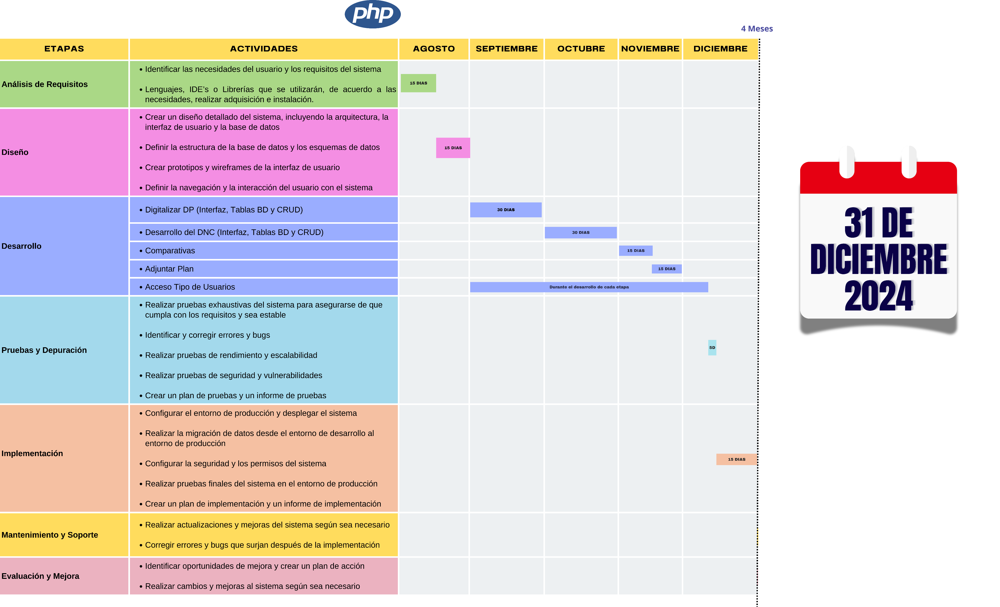 php
4 Meses
ETAPAS
ACTIVIDADES
AGOSTO
SEPTIEMBRE
OCTUBRE
NOVIEMBRE
DICIEMBRE
Análisis de Requisitos
• Identificar las necesidades del usuario y los requisitos del sistema
• Lenguajes, IDE’s o Librerías que se utilizarán, de acuerdo a las
necesidades, realizar adquisición e instalación.
15 DIAS
Diseño
• Crear un diseño detallado del sistema, incluyendo la arquitectura, la
interfaz de usuario y la base de datos
• Definir la estructura de la base de datos y los esquemas de datos
• Crear prototipos y wireframes de la interfaz de usuario
• Definir la navegación y la interacción del usuario con el sistema
15 DIAS
Desarrollo
• Digitalizar DP (Interfaz, Tablas BD y CRUD)
30 DIAS
• Desarrollo del DNC (Interfaz, Tablas BD y CRUD)
30 DIAS
• Comparativas
15 DIAS
• Adjuntar Plan
15 DIAS
• Acceso Tipo de Usuarios
Durante el desarrollo de cada etapa
Pruebas y Depuración
• Realizar pruebas exhaustivas del sistema para asegurarse de que
cumpla con los requisitos y sea estable
• Identificar y corregir errores y bugs
• Realizar pruebas de rendimiento y escalabilidad
• Realizar pruebas de seguridad y vulnerabilidades
• Crear un plan de pruebas y un informe de pruebas
5D
Implementación
• Configurar el entorno de producción y desplegar el sistema
• Realizar la migración de datos desde el entorno de desarrollo al
entorno de producción
• Configurar la seguridad y los permisos del sistema
• Realizar pruebas finales del sistema en el entorno de producción
• Crear un plan de implementación y un informe de implementación
15 DIAS
Mantenimiento y Soporte
• Realizar actualizaciones y mejoras del sistema según sea necesario
• Corregir errores y bugs que surjan después de la implementación
Evaluación y Mejora
• Identificar oportunidades de mejora y crear un plan de acción
• Realizar cambios y mejoras al sistema según sea necesario
31 DE
DICIEMBRE
2024